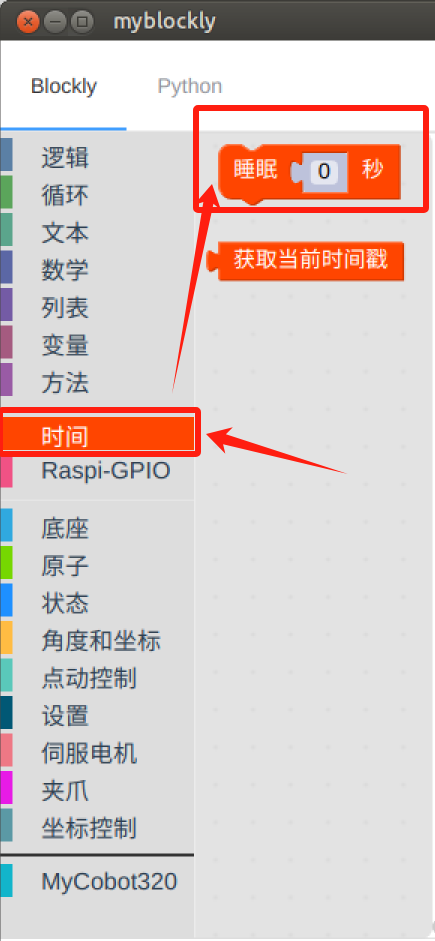 myblockly
Blockly
Python
逻辑
循环
文本
数学
列表
变量
方法
时间
Raspi-GPIO
底座
原子
状态
角度和坐标
点动控制
设置
伺服电机
夹爪
坐标控制
MyCobot320
睡眠 0 秒
获取当前时间戳